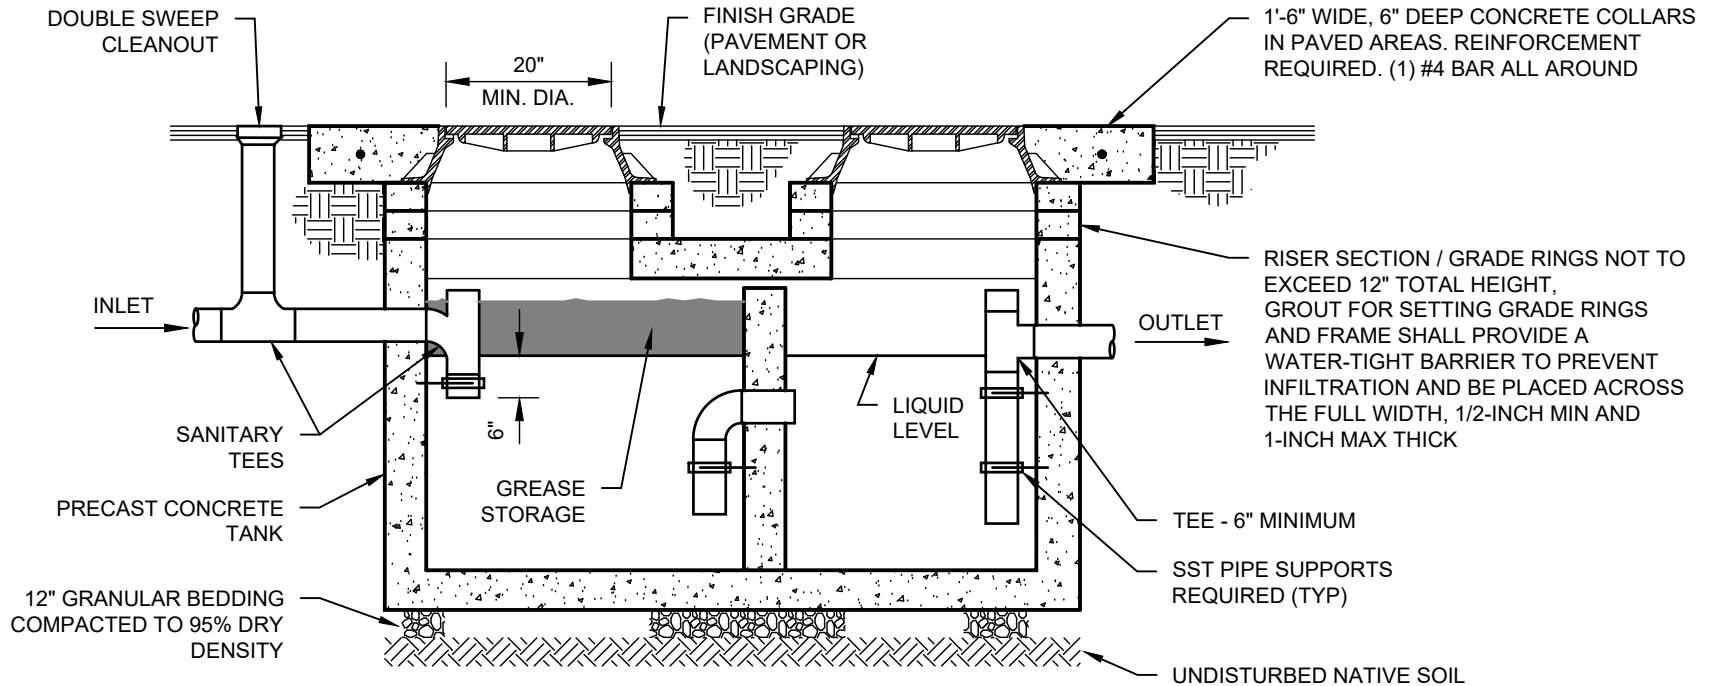 DOUBLE SWEEP
CLEANOUT
FINISH GRADE
(PAVEMENT OR
LANDSCAPING)
1'-6" WIDE, 6" DEEP CONCRETE COLLARS
IN PAVED AREAS. REINFORCEMENT
REQUIRED. (1) #4 BAR ALL AROUND
20"
MIN. DIA.
INLET
OUTLET
RISER SECTION / GRADE RINGS NOT TO
EXCEED 12" TOTAL HEIGHT,
GROUT FOR SETTING GRADE RINGS
AND FRAME SHALL PROVIDE A
WATER-TIGHT BARRIER TO PREVENT
INFILTRATION AND BE PLACED ACROSS
THE FULL WIDTH, 1/2-INCH MIN AND
1-INCH MAX THICK
LIQUID
LEVEL
6"
SANITARY
TEES
GREASE
STORAGE
PRECAST CONCRETE
TANK
TEE - 6" MINIMUM
SST PIPE SUPPORTS
REQUIRED (TYP)
12" GRANULAR BEDDING
COMPACTED TO 95% DRY
DENSITY
UNDISTURBED NATIVE SOIL